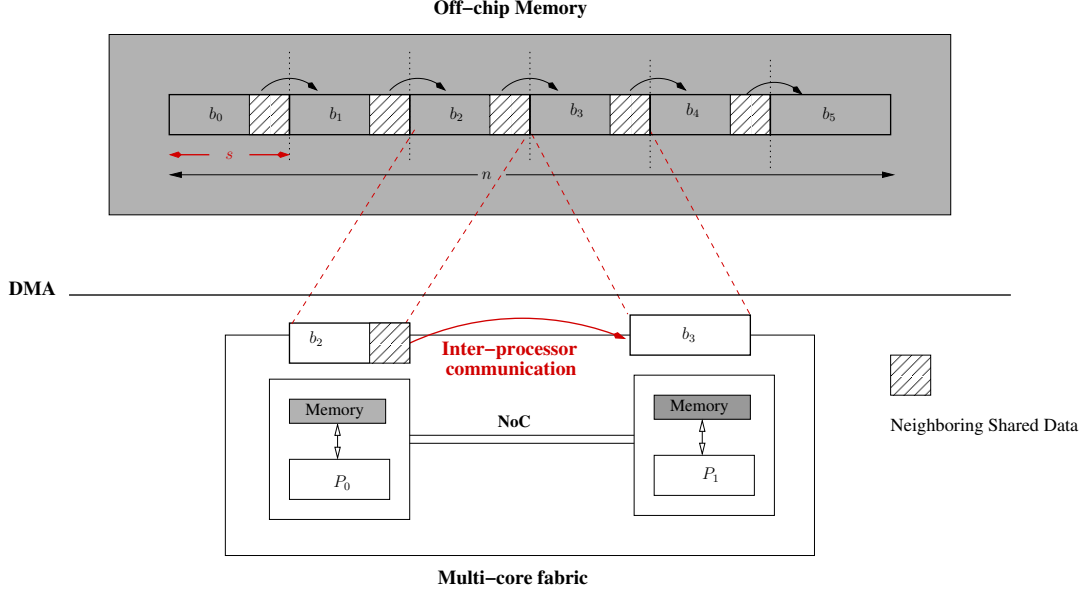 Off−chip Memory
b0 b1 b2 b3 b4 b5
s
n
DMA
b2 b3
Inter−processor
communication
Memory NoC Memory
P0 P1
Neighboring Shared Data
Multi−core fabric